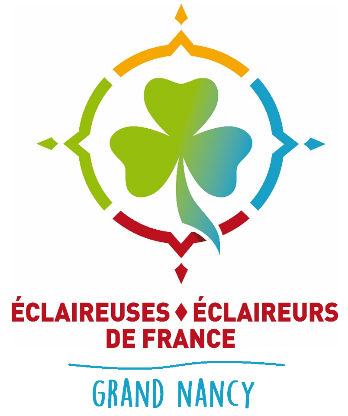 ÉCLAIREUSES ♦ ÉCLAIREURS
DE FRANCE
GRAND NANCY